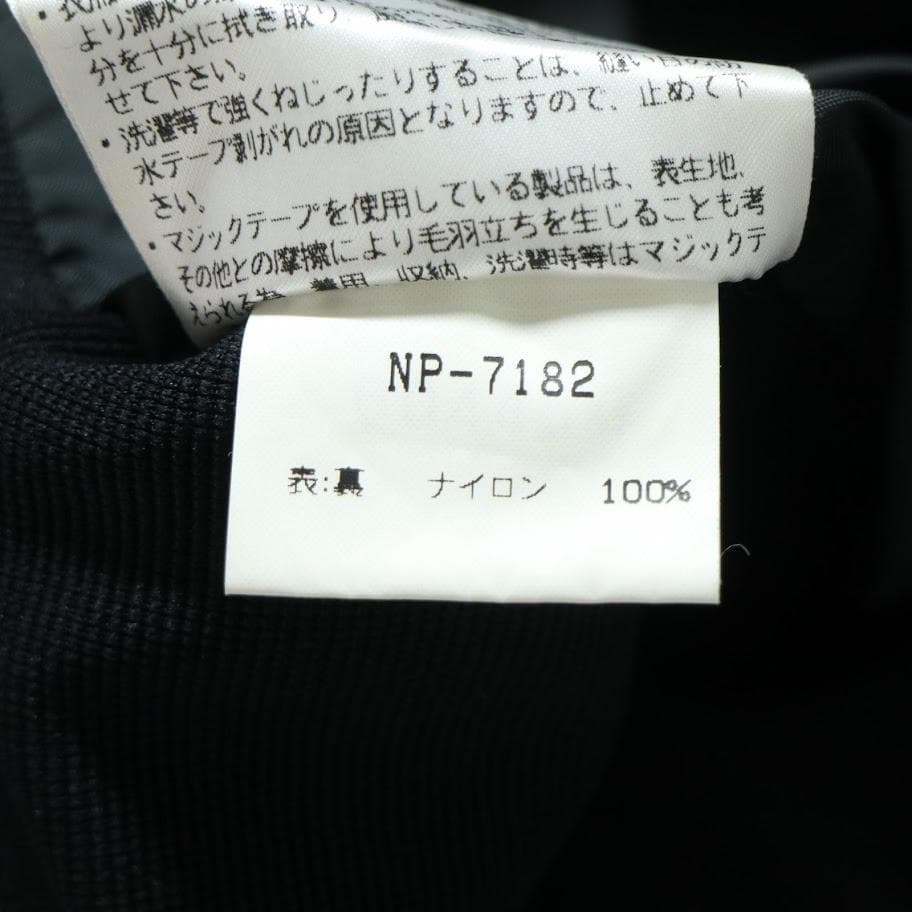 より漏水の
分を十分に拭き取り、
せて下さい。
・洗濯等で強くねじったりすることは、縫い目の
水テープ剥がれの原因となりますので、止めて下
さい。
・マジックテープを使用している製品は、表生地、
その他との摩擦により毛羽立ちを生じることも考
えられる為、着用、収納、洗濯時等はマジックテ
NP-7182
表:裏 ナイロン 100%